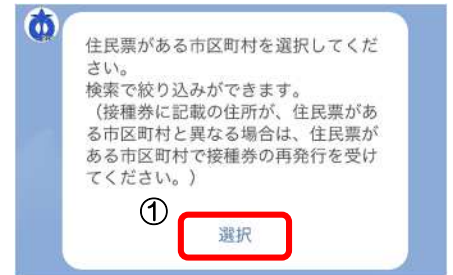 住民票がある市区町村を選択してくだ
さい。
検索で絞り込みができます。
（接種券に記載の住所が、住民票があ
る市区町村と異なる場合は、住民票が
ある市区町村で接種券の再発行を受け
てください。）
①
選択